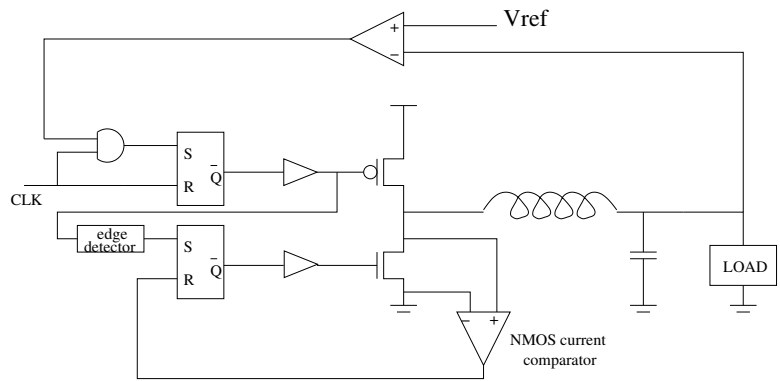 Vref
+
−
S
R
Q̄
CLK
edge
detector
S
R
Q̄
LOAD
− +
NMOS current
comparator